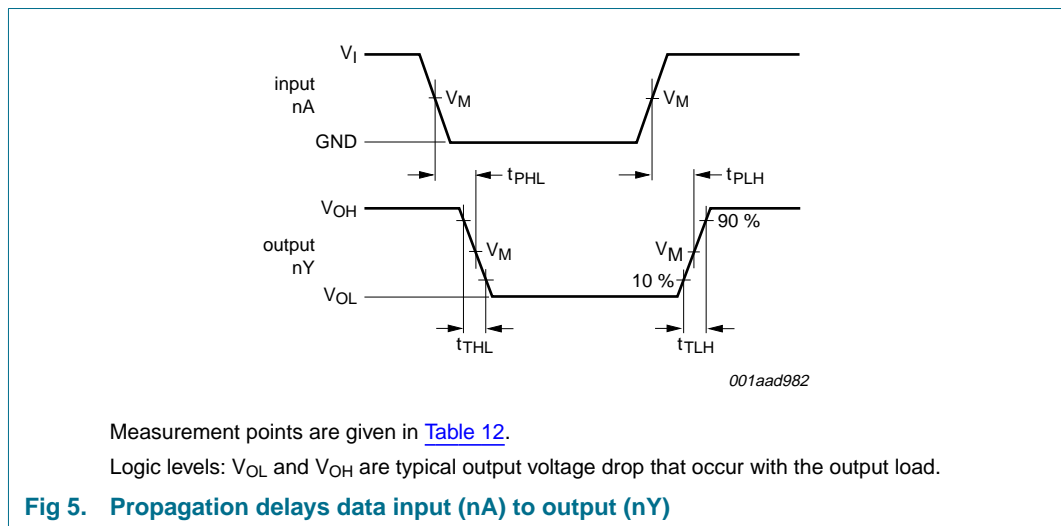 VI
input
nA
VM
VM
GND
tPHL
tPLH
VOH
90 %
output
nY
VM
VM
10 %
VOL
tTHL
tTLH
001aad982
Measurement points are given in Table 12.
Logic levels: VOL and VOH are typical output voltage drop that occur with the output load.
Fig 5. Propagation delays data input (nA) to output (nY)